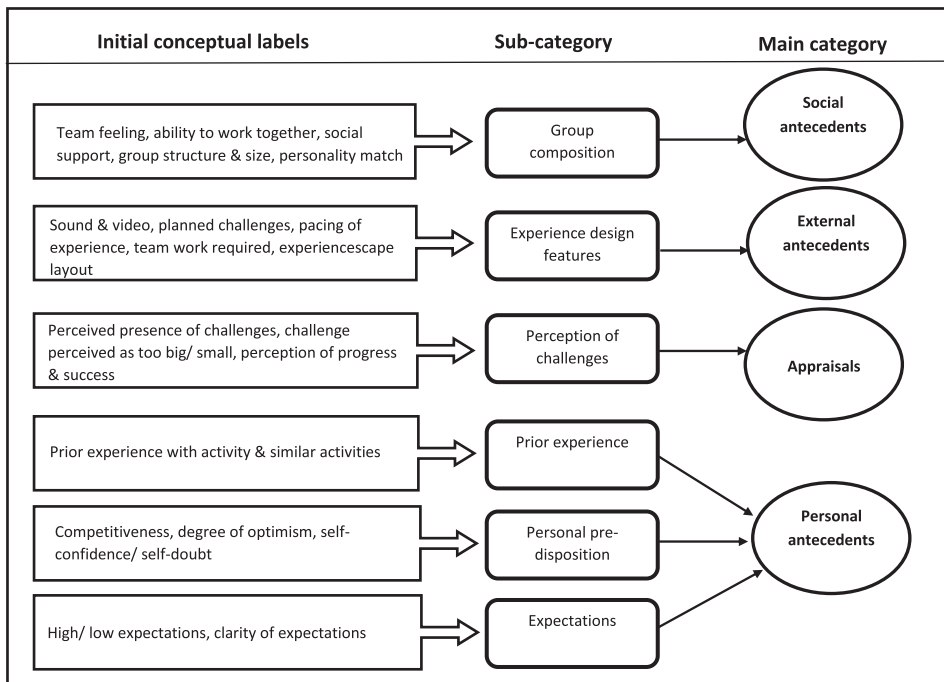 Initial conceptual labels
Sub-category
Main category
Team feeling, ability to work together, social
support, group structure & size, personality match
Group
composition
Social
antecedents
Sound & video, planned challenges, pacing of
experience, team work required, experiencescape
layout
Experience design
features
External
antecedents
Perceived presence of challenges, challenge
perceived as too big/ small, perception of progress
& success
Perception of
challenges
Appraisals
Prior experience with activity & similar activities
Prior experience
Competitiveness, degree of optimism, self-
confidence/ self-doubt
Personal pre-
disposition
Personal
antecedents
High/ low expectations, clarity of expectations
Expectations